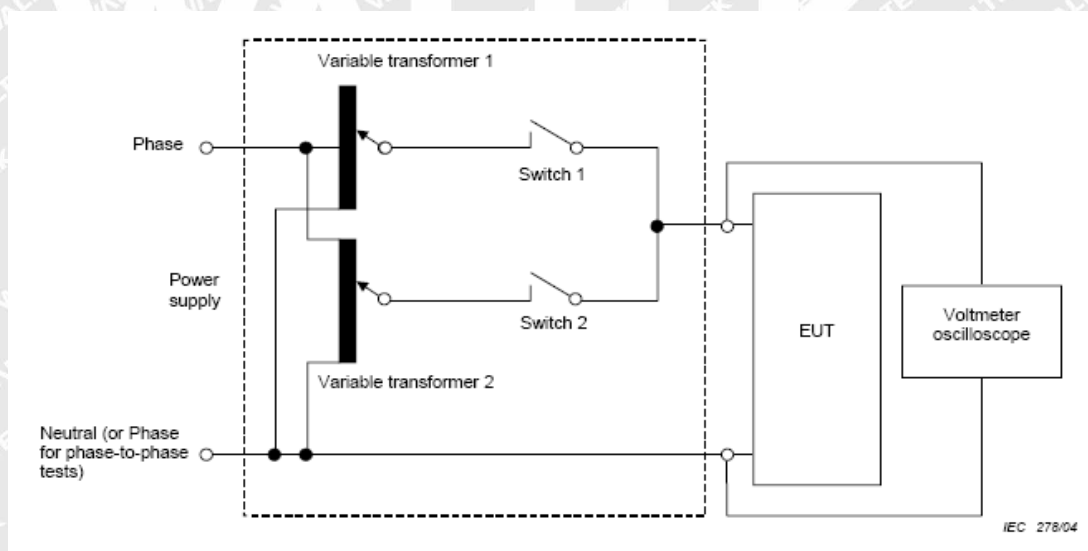 Variable transformer 1
Phase
Switch 1
Power
supply
Switch 2
EUT
Voltmeter
oscilloscope
Variable transformer 2
Neutral (or Phase
for phase-to-phase
tests)
IEC 278/04